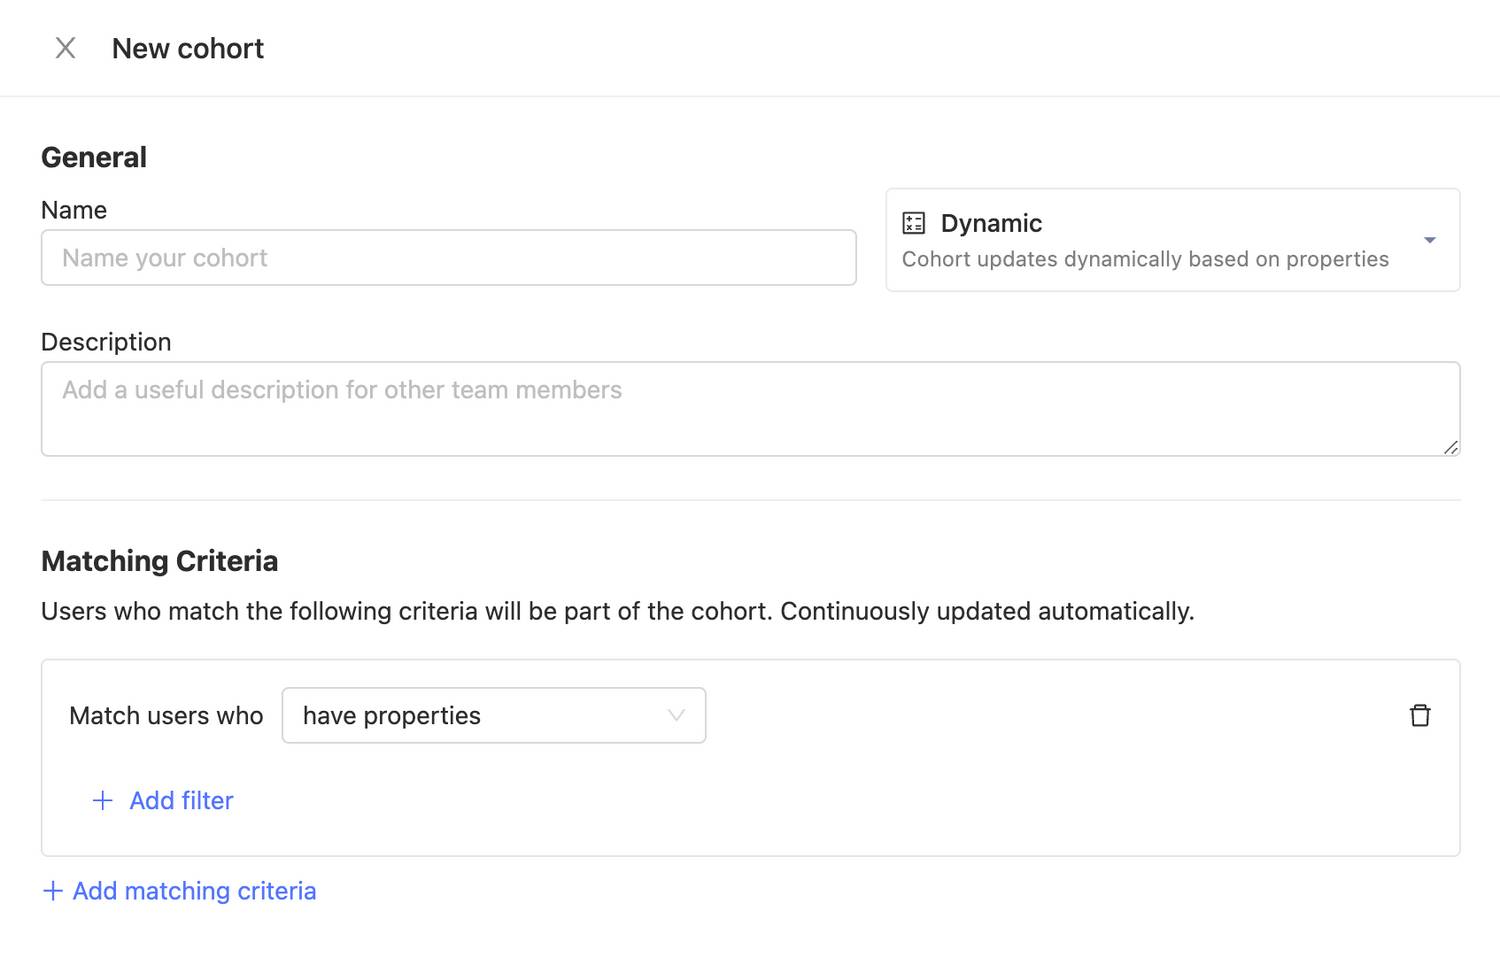 New cohort
General
Name
Name your cohort
Dynamic
Cohort updates dynamically based on properties
Description
Add a useful description for other team members
Matching Criteria
Users who match the following criteria will be part of the cohort. Continuously updated automatically.
Match users who have properties
Add filter
Add matching criteria